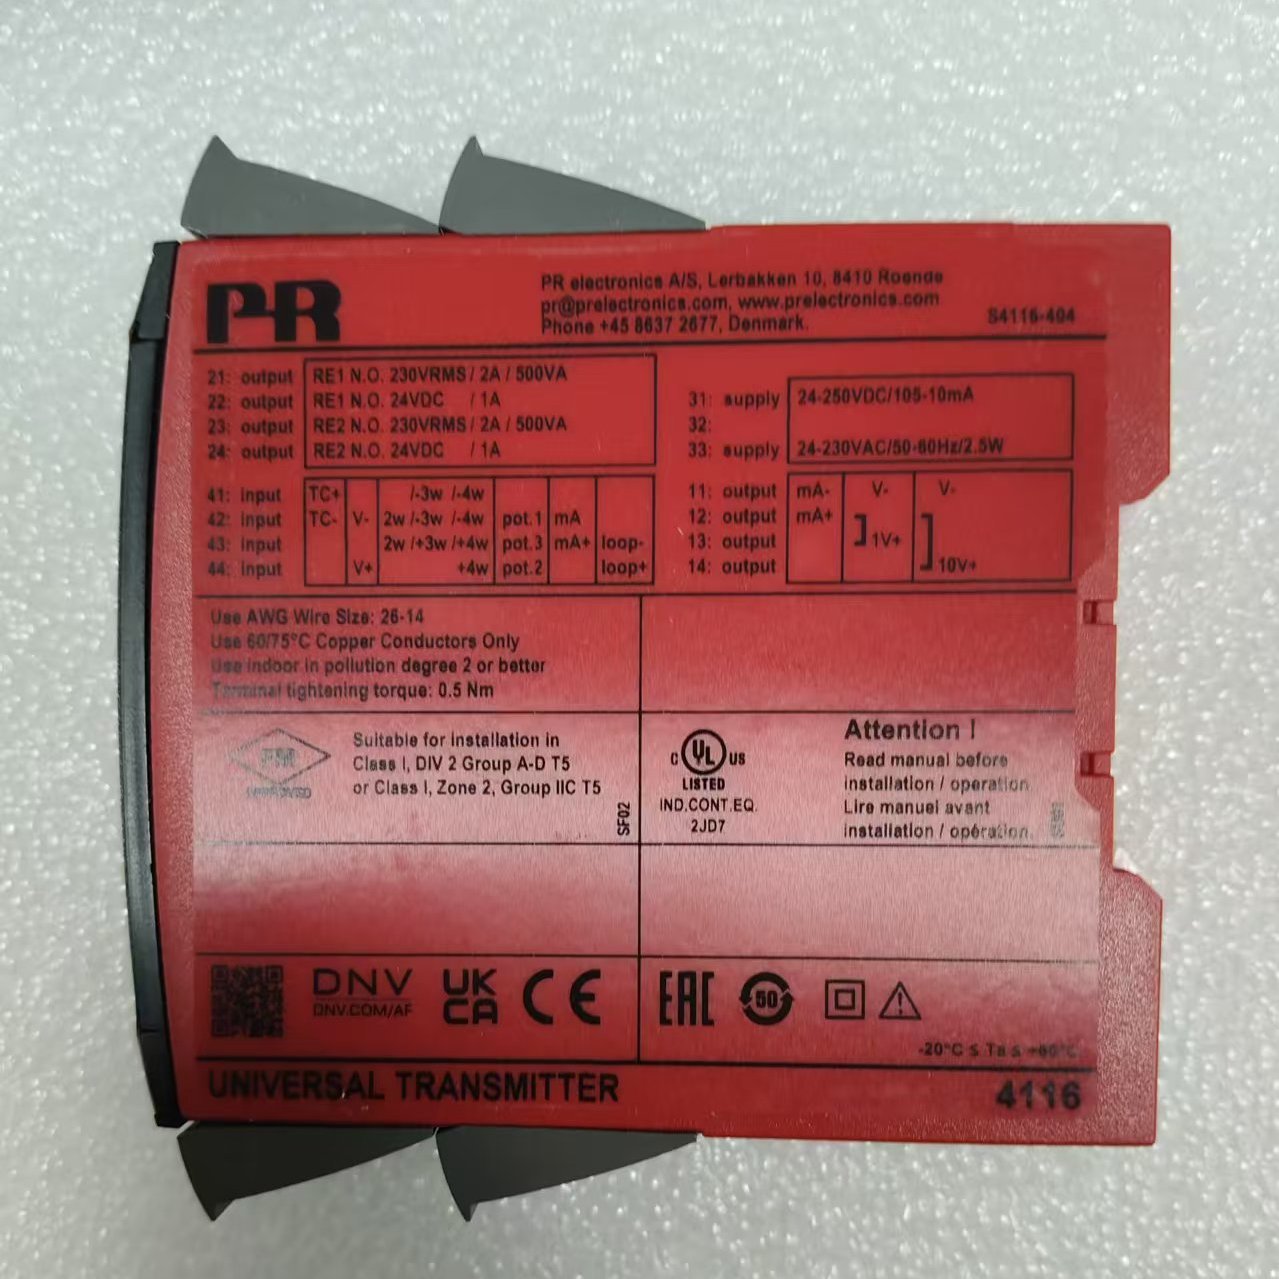 PR
PR electronics A/S, Lerbakken 10, 8410 Roende
pr@prelectronics.com, www.prelectronics.com
Phone +45 8637 2677, Denmark.
S4116-404
21: output RE1 N.O. 230VRMS / 2A / 500VA
22: output RE1 N.O. 24VDC / 1A
23: output RE2 N.O. 230VRMS / 2A / 500VA
24: output RE2 N.O. 24VDC / 1A
31: supply 24-250VDC/105-10mA
32:
33: supply 24-230VAC/50-60Hz/2.5W
41: input TC+ /-3w /-4w
42: input TC- V- 2w /-3w /-4w pot.1 mA
43: input 2w /+3w /+4w pot.3 mA+ loop-
44: input V+ +4w pot.2 loop+
11: output mA- V- V-
12: output mA+
13: output 1V+
14: output 10V+
Use AWG Wire Size: 26-14
Use 60/75°C Copper Conductors Only
Use indoor in pollution degree 2 or better
Terminal tightening torque: 0.5 Nm
FM
APPROVED
Suitable for installation in
Class I, DIV 2 Group A-D T5
or Class I, Zone 2, Group IIC T5
SF02
C UL US
LISTED
IND.CONT.EQ.
2JD7
Attention !
Read manual before
installation / operation.
Lire manuel avant
installation / opération.
DNV
DNV.COM/AF
UK
CA
CE
EAC
50
-20°C ≤ Ta ≤ +60°C
UNIVERSAL TRANSMITTER
4116